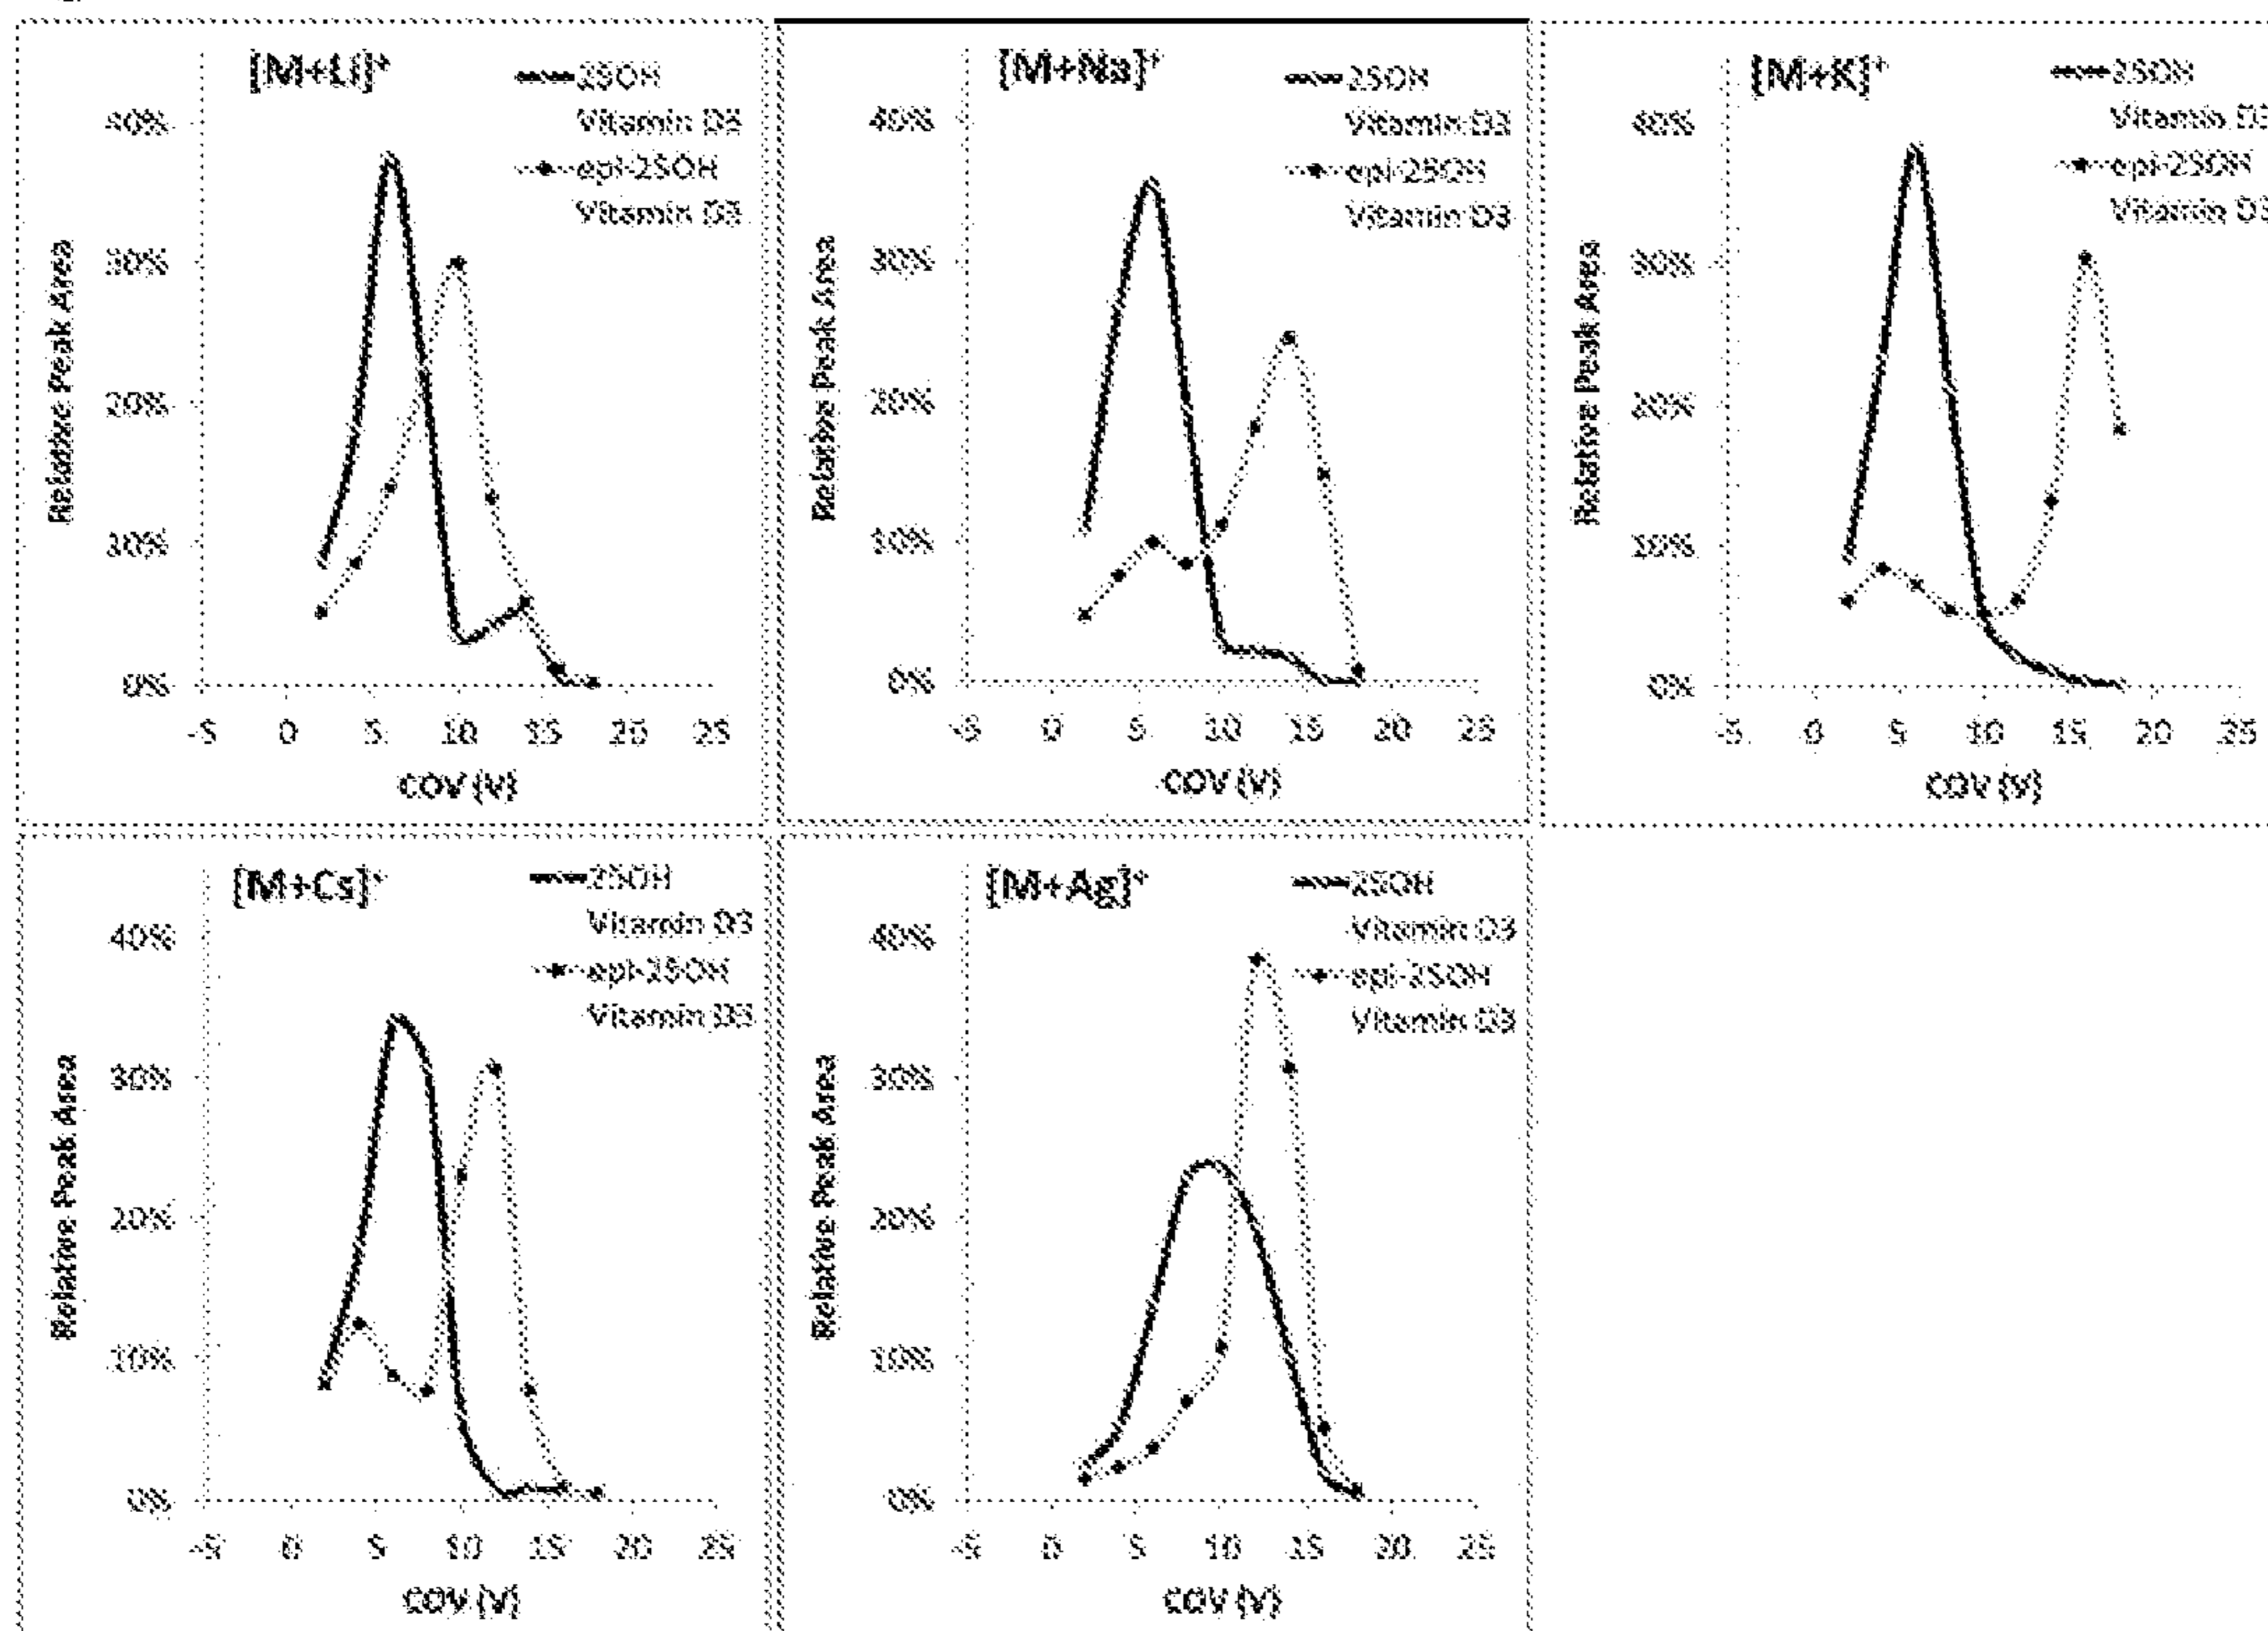 [M+Li]⁺
25OH
Vitamin D3
epi-25OH
Vitamin D3
40%
30%
20%
10%
0%
Relative Peak Area
-5 0 5 10 15 20 25
COV (V)
[M+Na]⁺
25OH
Vitamin D3
epi-25OH
Vitamin D3
40%
30%
20%
10%
0%
Relative Peak Area
-5 0 5 10 15 20 25
COV (V)
[M+K]⁺
25OH
Vitamin D3
epi-25OH
Vitamin D3
40%
30%
20%
10%
0%
Relative Peak Area
-5 0 5 10 15 20 25
COV (V)
[M+Cs]⁺
25OH
Vitamin D3
epi-25OH
Vitamin D3
40%
30%
20%
10%
0%
Relative Peak Area
-5 0 5 10 15 20 25
COV (V)
[M+Ag]⁺
25OH
Vitamin D3
epi-25OH
Vitamin D3
40%
30%
20%
10%
0%
Relative Peak Area
-5 0 5 10 15 20 25
COV (V)